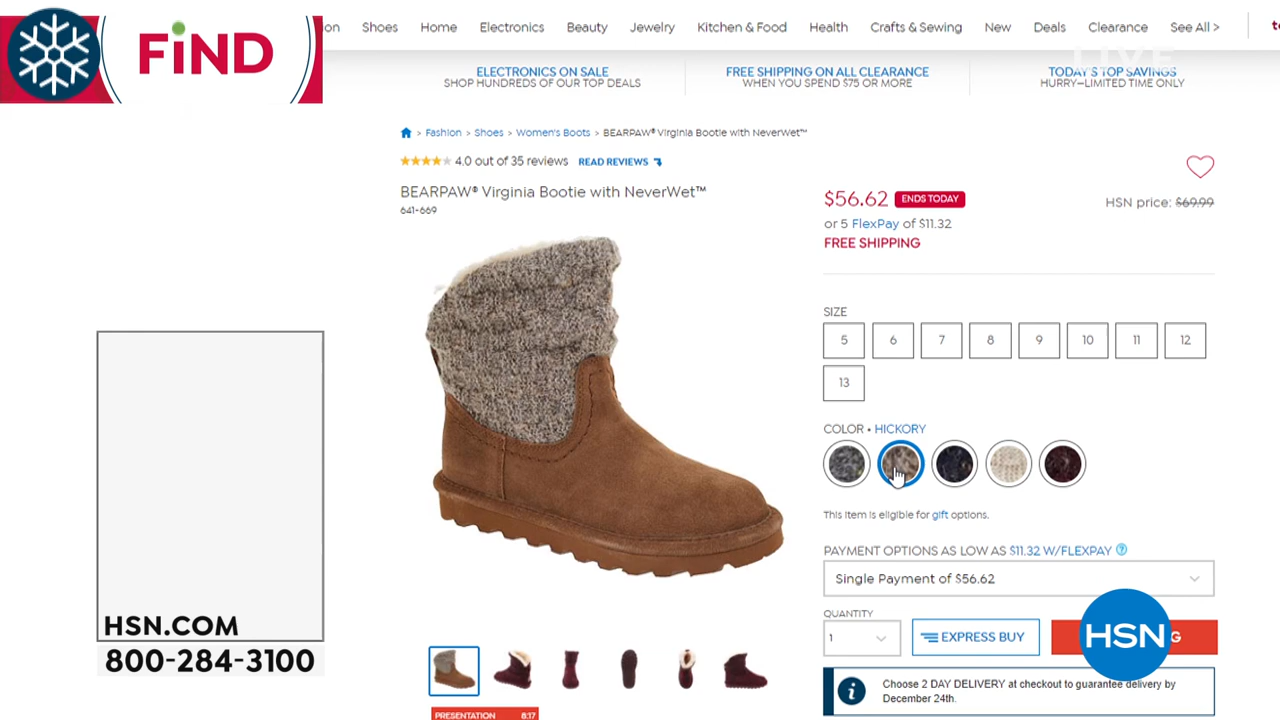 FIND
on Shoes Home Electronics Beauty Jewelry Kitchen & Food Health Crafts & Sewing New Deals Clearance See All >
LIVE
ELECTRONICS ON SALE
SHOP HUNDREDS OF OUR TOP DEALS
FREE SHIPPING ON ALL CLEARANCE
WHEN YOU SPEND $75 OR MORE
TODAY'S TOP SAVINGS
HURRY—LIMITED TIME ONLY
> Fashion > Shoes > Women's Boots > BEARPAW® Virginia Bootie with NeverWet™
4.0 out of 35 reviews READ REVIEWS
BEARPAW® Virginia Bootie with NeverWet™
641-669
$56.62 ENDS TODAY
HSN price: $69.99
or 5 FlexPay of $11.32
FREE SHIPPING
SIZE
5 6 7 8 9 10 11 12
13
COLOR • HICKORY
This item is eligible for gift options.
PAYMENT OPTIONS AS LOW AS $11.32 W/FLEXPAY ?
Single Payment of $56.62
QUANTITY
1
EXPRESS BUY
HSN
G
Choose 2 DAY DELIVERY at checkout to guarantee delivery by
December 24th.
HSN.COM
800-284-3100
PRESENTATION 8:17